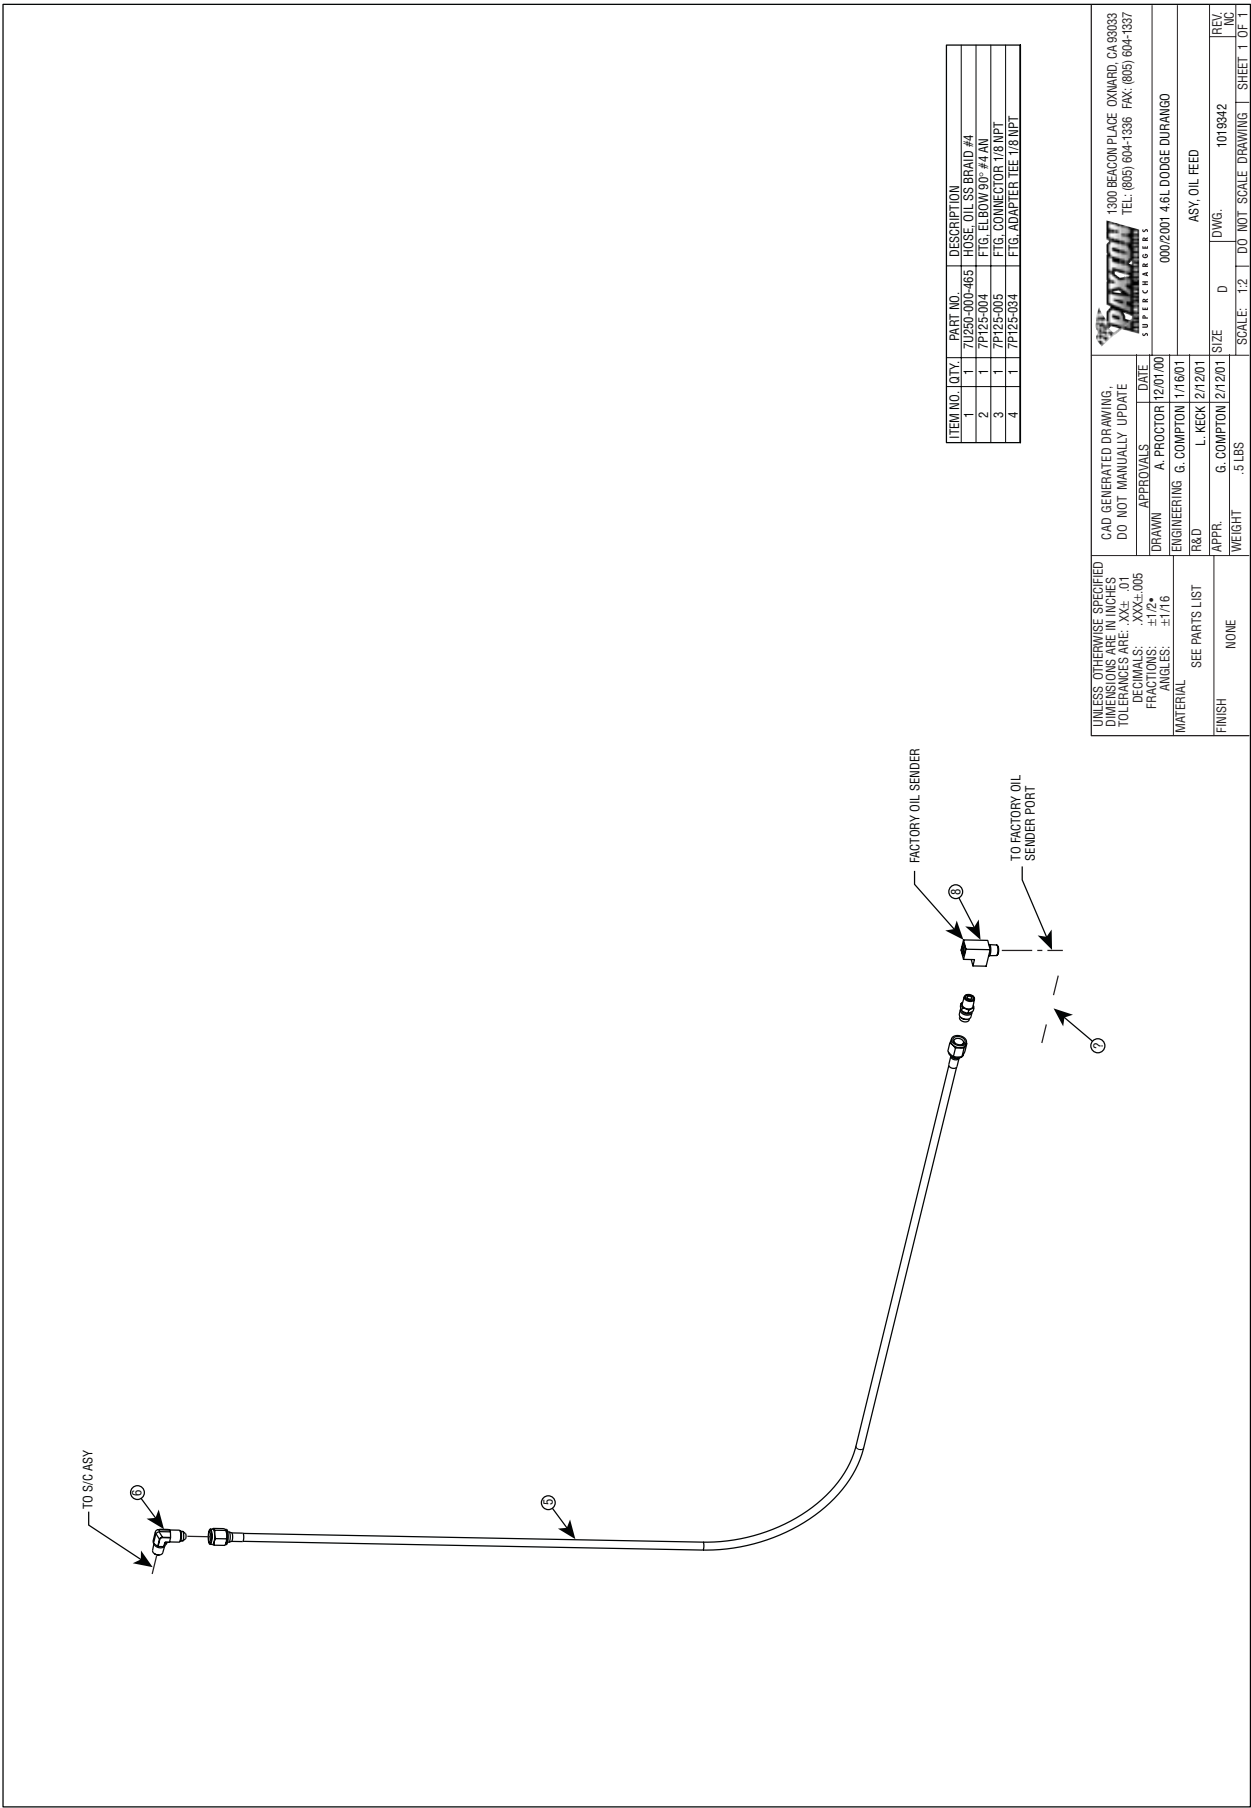 TO S/C ASY
⑥
⑤
FACTORY OIL SENDER
⑧
TO FACTORY OIL
SENDER PORT
⑦
ITEM NO. QTY. PART NO. DESCRIPTION
1 1 7U250-000-465 HOSE, OIL SS BRAID #4
2 1 7P125-004 FTG, ELBOW 90° #4 AN
3 1 7P125-005 FTG, CONNECTOR 1/8 NPT
4 1 7P125-034 FTG, ADAPTER TEE 1/8 NPT
UNLESS OTHERWISE SPECIFIED
DIMENSIONS ARE IN INCHES
TOLERANCES ARE: .XX± .01
DECIMALS: .XXX±.005
FRACTIONS: ±1/2•
ANGLES: ±1/16
MATERIAL
SEE PARTS LIST
FINISH
NONE
CAD GENERATED DRAWING,
DO NOT MANUALLY UPDATE
APPROVALS DATE
DRAWN A. PROCTOR 12/01/00
ENGINEERING G. COMPTON 1/16/01
R&D L. KECK 2/12/01
APPR. G. COMPTON 2/12/01
WEIGHT .5 LBS
PAXTON
SUPERCHARGERS
1300 BEACON PLACE OXNARD, CA 93033
TEL: (805) 604-1336 FAX: (805) 604-1337
000/2001 4.6L DODGE DURANGO
ASY, OIL FEED
SIZE D DWG. 1019342 REV. NC
SCALE: 1:2 DO NOT SCALE DRAWING SHEET 1 OF 1